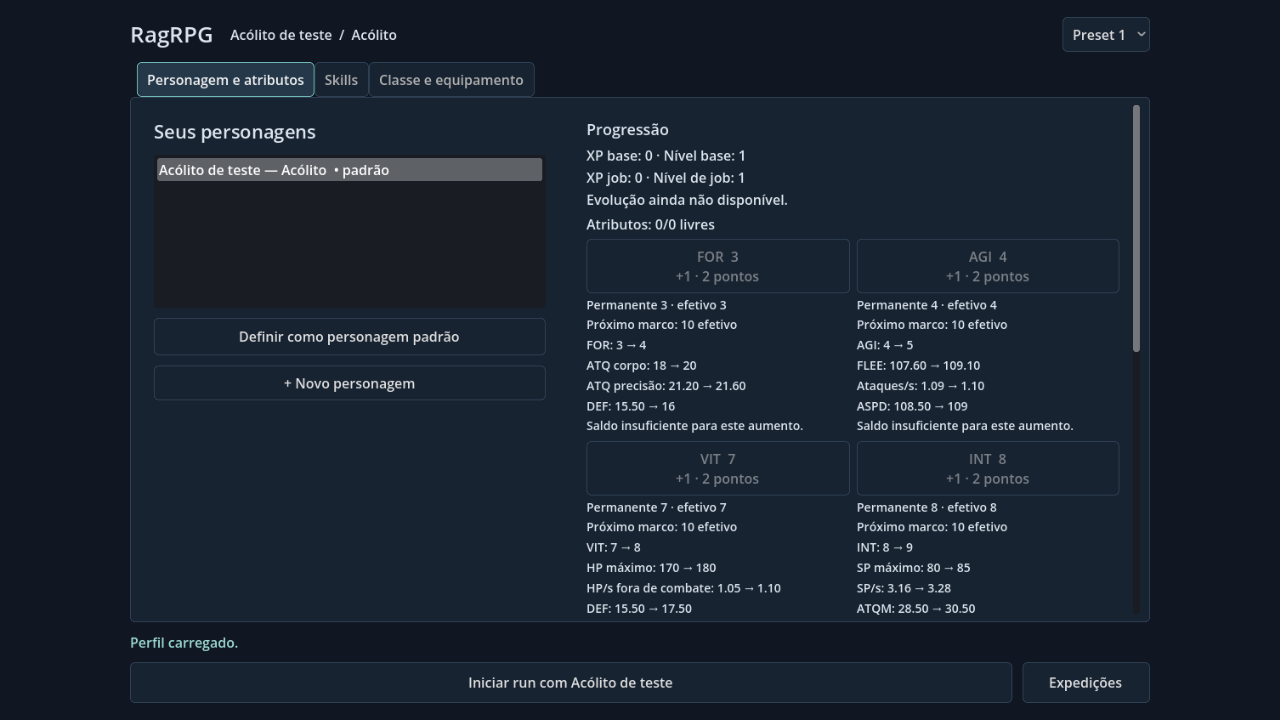 RagRPG Acólito de teste / Acólito Preset 1
Personagem e atributos Skills Classe e equipamento
Seus personagens
Acólito de teste — Acólito • padrão
Definir como personagem padrão
+ Novo personagem
Progressão
XP base: 0 · Nível base: 1
XP job: 0 · Nível de job: 1
Evolução ainda não disponível.
Atributos: 0/0 livres
FOR 3
+1 · 2 pontos
Permanente 3 · efetivo 3
Próximo marco: 10 efetivo
FOR: 3 → 4
ATQ corpo: 18 → 20
ATQ precisão: 21.20 → 21.60
DEF: 15.50 → 16
Saldo insuficiente para este aumento.
AGI 4
+1 · 2 pontos
Permanente 4 · efetivo 4
Próximo marco: 10 efetivo
AGI: 4 → 5
FLEE: 107.60 → 109.10
Ataques/s: 1.09 → 1.10
ASPD: 108.50 → 109
Saldo insuficiente para este aumento.
VIT 7
+1 · 2 pontos
Permanente 7 · efetivo 7
Próximo marco: 10 efetivo
VIT: 7 → 8
HP máximo: 170 → 180
HP/s fora de combate: 1.05 → 1.10
DEF: 15.50 → 17.50
INT 8
+1 · 2 pontos
Permanente 8 · efetivo 8
Próximo marco: 10 efetivo
INT: 8 → 9
SP máximo: 80 → 85
SP/s: 3.16 → 3.28
ATQM: 28.50 → 30.50
Perfil carregado.
Iniciar run com Acólito de teste
Expedições